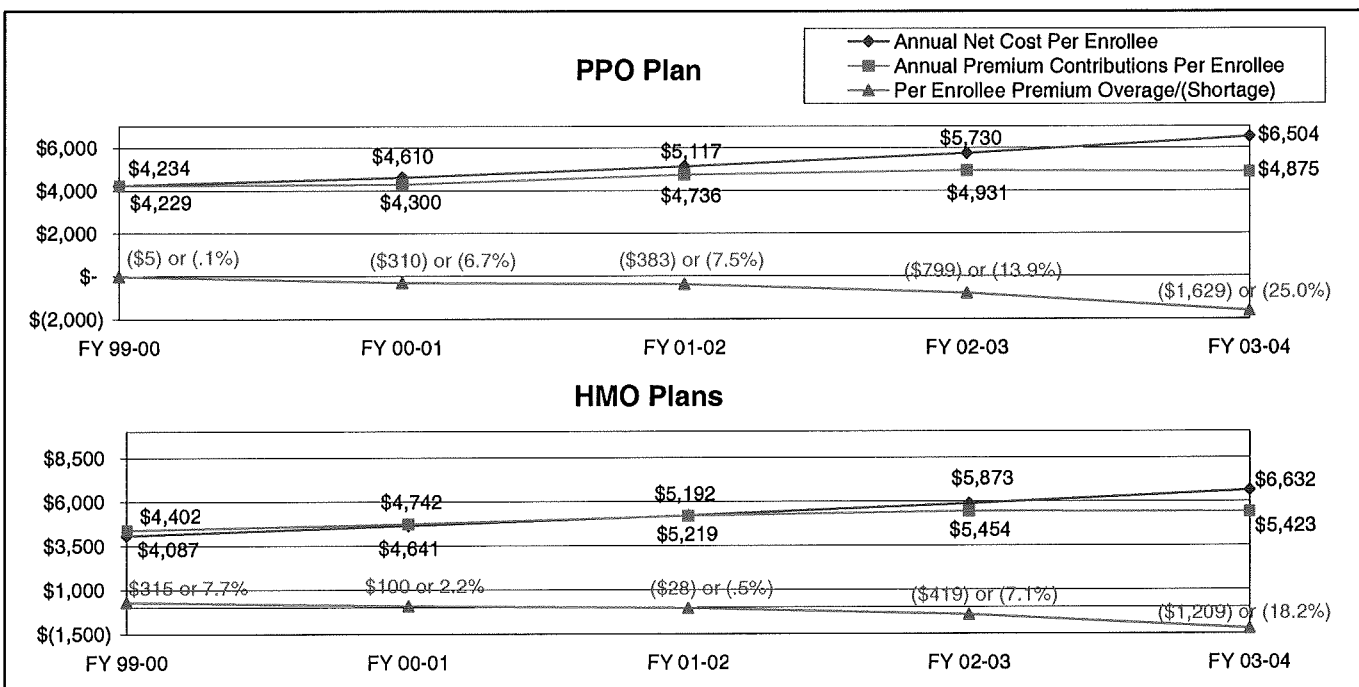 Annual Net Cost Per Enrollee
Annual Premium Contributions Per Enrollee
Per Enrollee Premium Overage/(Shortage)
PPO Plan
$6,000
$4,000
$2,000
$-
$(2,000)
$4,234
$4,610
$5,117
$5,730
$6,504
$4,229
$4,300
$4,736
$4,931
$4,875
($5) or (.1%)
($310) or (6.7%)
($383) or (7.5%)
($799) or (13.9%)
($1,629) or (25.0%)
FY 99-00
FY 00-01
FY 01-02
FY 02-03
FY 03-04
HMO Plans
$8,500
$6,000
$3,500
$1,000
$(1,500)
$4,402
$4,742
$5,192
$5,873
$6,632
$4,087
$4,641
$5,219
$5,454
$5,423
$315 or 7.7%
$100 or 2.2%
($28) or (.5%)
($419) or (7.1%)
($1,209) or (18.2%)
FY 99-00
FY 00-01
FY 01-02
FY 02-03
FY 03-04